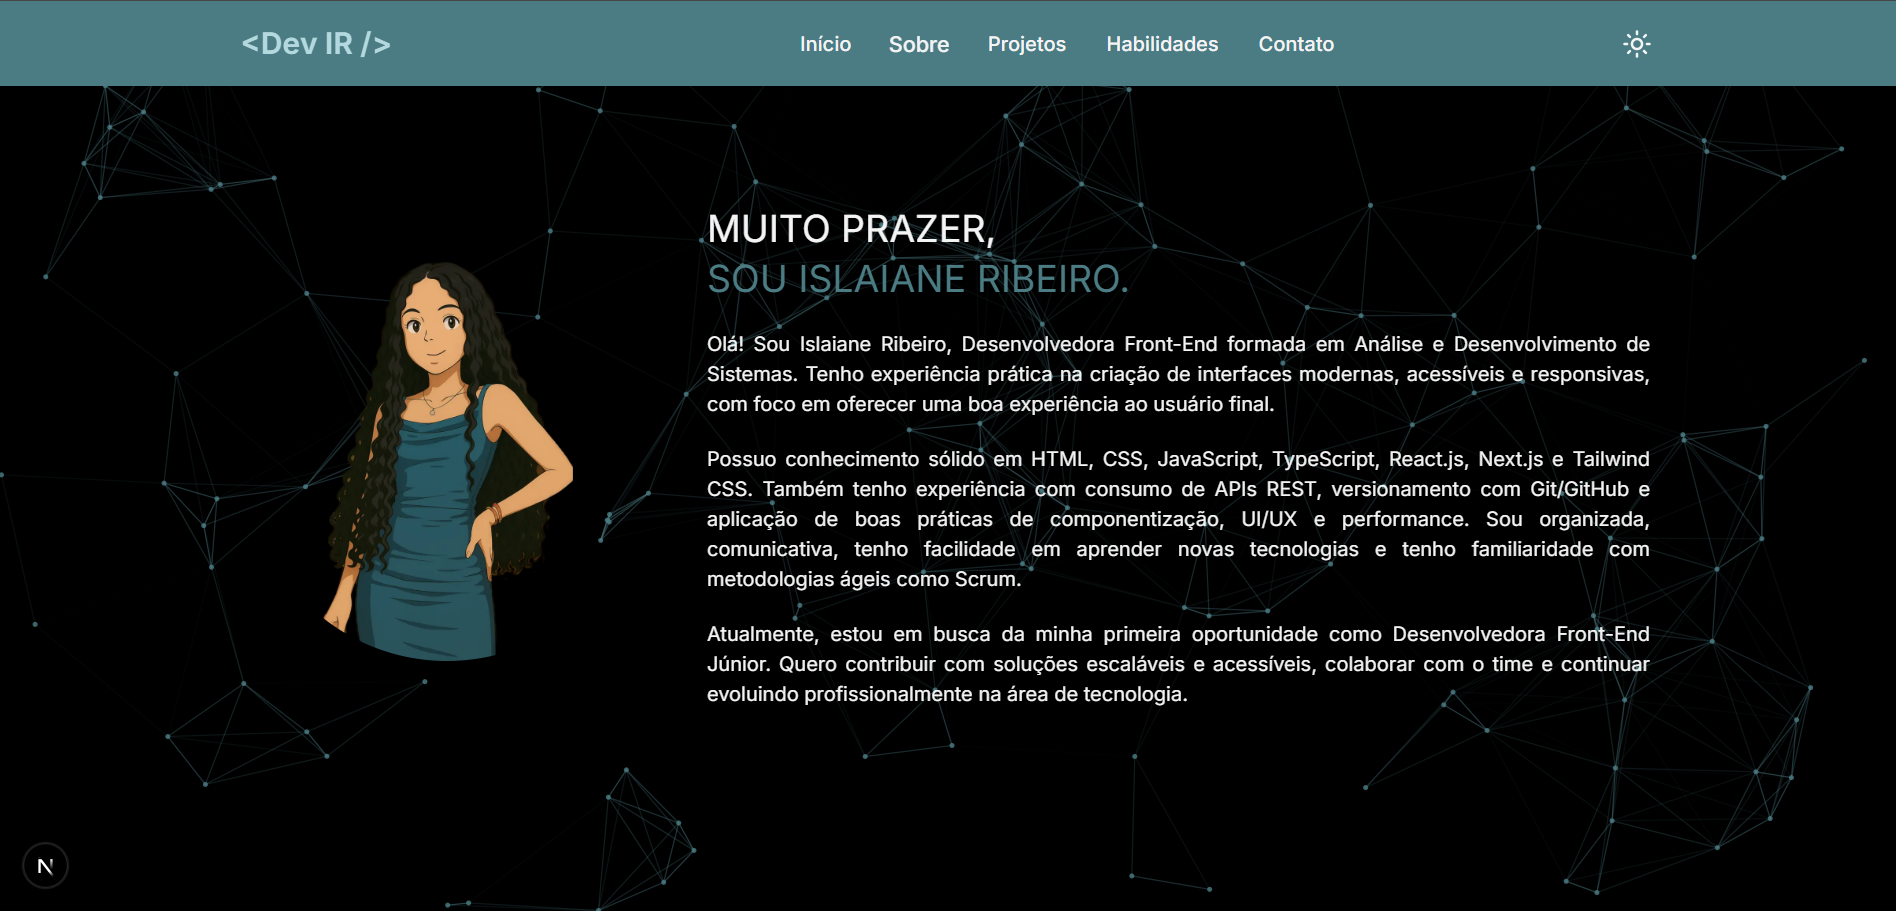 <Dev IR />
Início Sobre Projetos Habilidades Contato
MUITO PRAZER,
SOU ISLAIANE RIBEIRO.
Olá! Sou Islaiane Ribeiro, Desenvolvedora Front-End formada em Análise e Desenvolvimento de
Sistemas. Tenho experiência prática na criação de interfaces modernas, acessíveis e responsivas,
com foco em oferecer uma boa experiência ao usuário final.
Possuo conhecimento sólido em HTML, CSS, JavaScript, TypeScript, React.js, Next.js e Tailwind
CSS. Também tenho experiência com consumo de APIs REST, versionamento com Git/GitHub e
aplicação de boas práticas de componentização, UI/UX e performance. Sou organizada,
comunicativa, tenho facilidade em aprender novas tecnologias e tenho familiaridade com
metodologias ágeis como Scrum.
Atualmente, estou em busca da minha primeira oportunidade como Desenvolvedora Front-End
Júnior. Quero contribuir com soluções escaláveis e acessíveis, colaborar com o time e continuar
evoluindo profissionalmente na área de tecnologia.
N